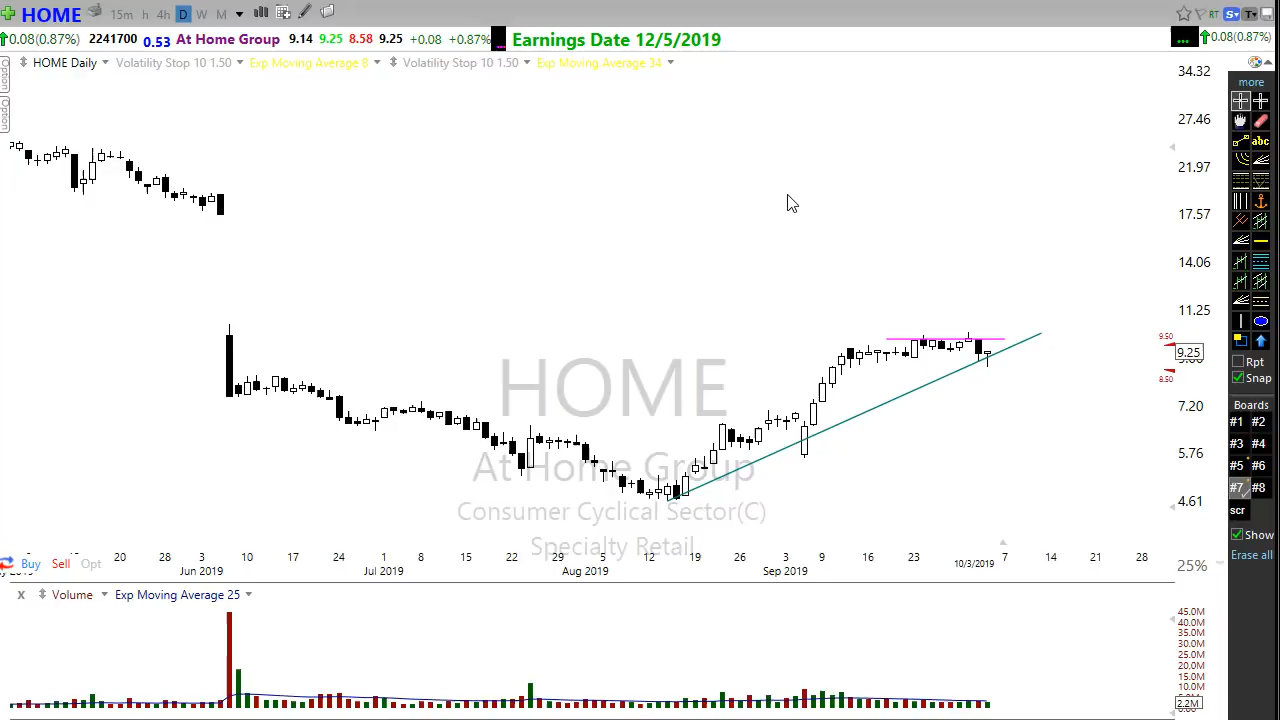 HOME 15m h 4h D W M RT S T
0.08(0.87%) 2241700 0.53 At Home Group 9.14 9.25 8.58 9.25 +0.08 +0.87% ... Earnings Date 12/5/2019 ... 0.08(0.87%)
HOME Daily Volatility Stop 10 1.50 Exp Moving Average 8 Volatility Stop 10 1.50 Exp Moving Average 34
Option
Option
34.32
27.46
21.97
17.57
14.06
11.25
9.50
9.25
8.50
7.20
5.76
4.61
HOME
At Home Group
Consumer Cyclical Sector(C)
Specialty Retail
more
abc
Rpt
Snap
Boards
#1 #2
#3 #4
#5 #6
#7 #8
scr
Show
Erase all
20 28 3 10 17 24 1 8 15 22 29 5 12 19 26 3 9 16 23 7 14 21 28
Buy Sell Opt 25%
Jun 2019 Jul 2019 Aug 2019 Sep 2019 10/3/2019
X Volume Exp Moving Average 25
45.0M
40.0M
35.0M
30.0M
25.0M
20.0M
15.0M
10.0M
2.2M